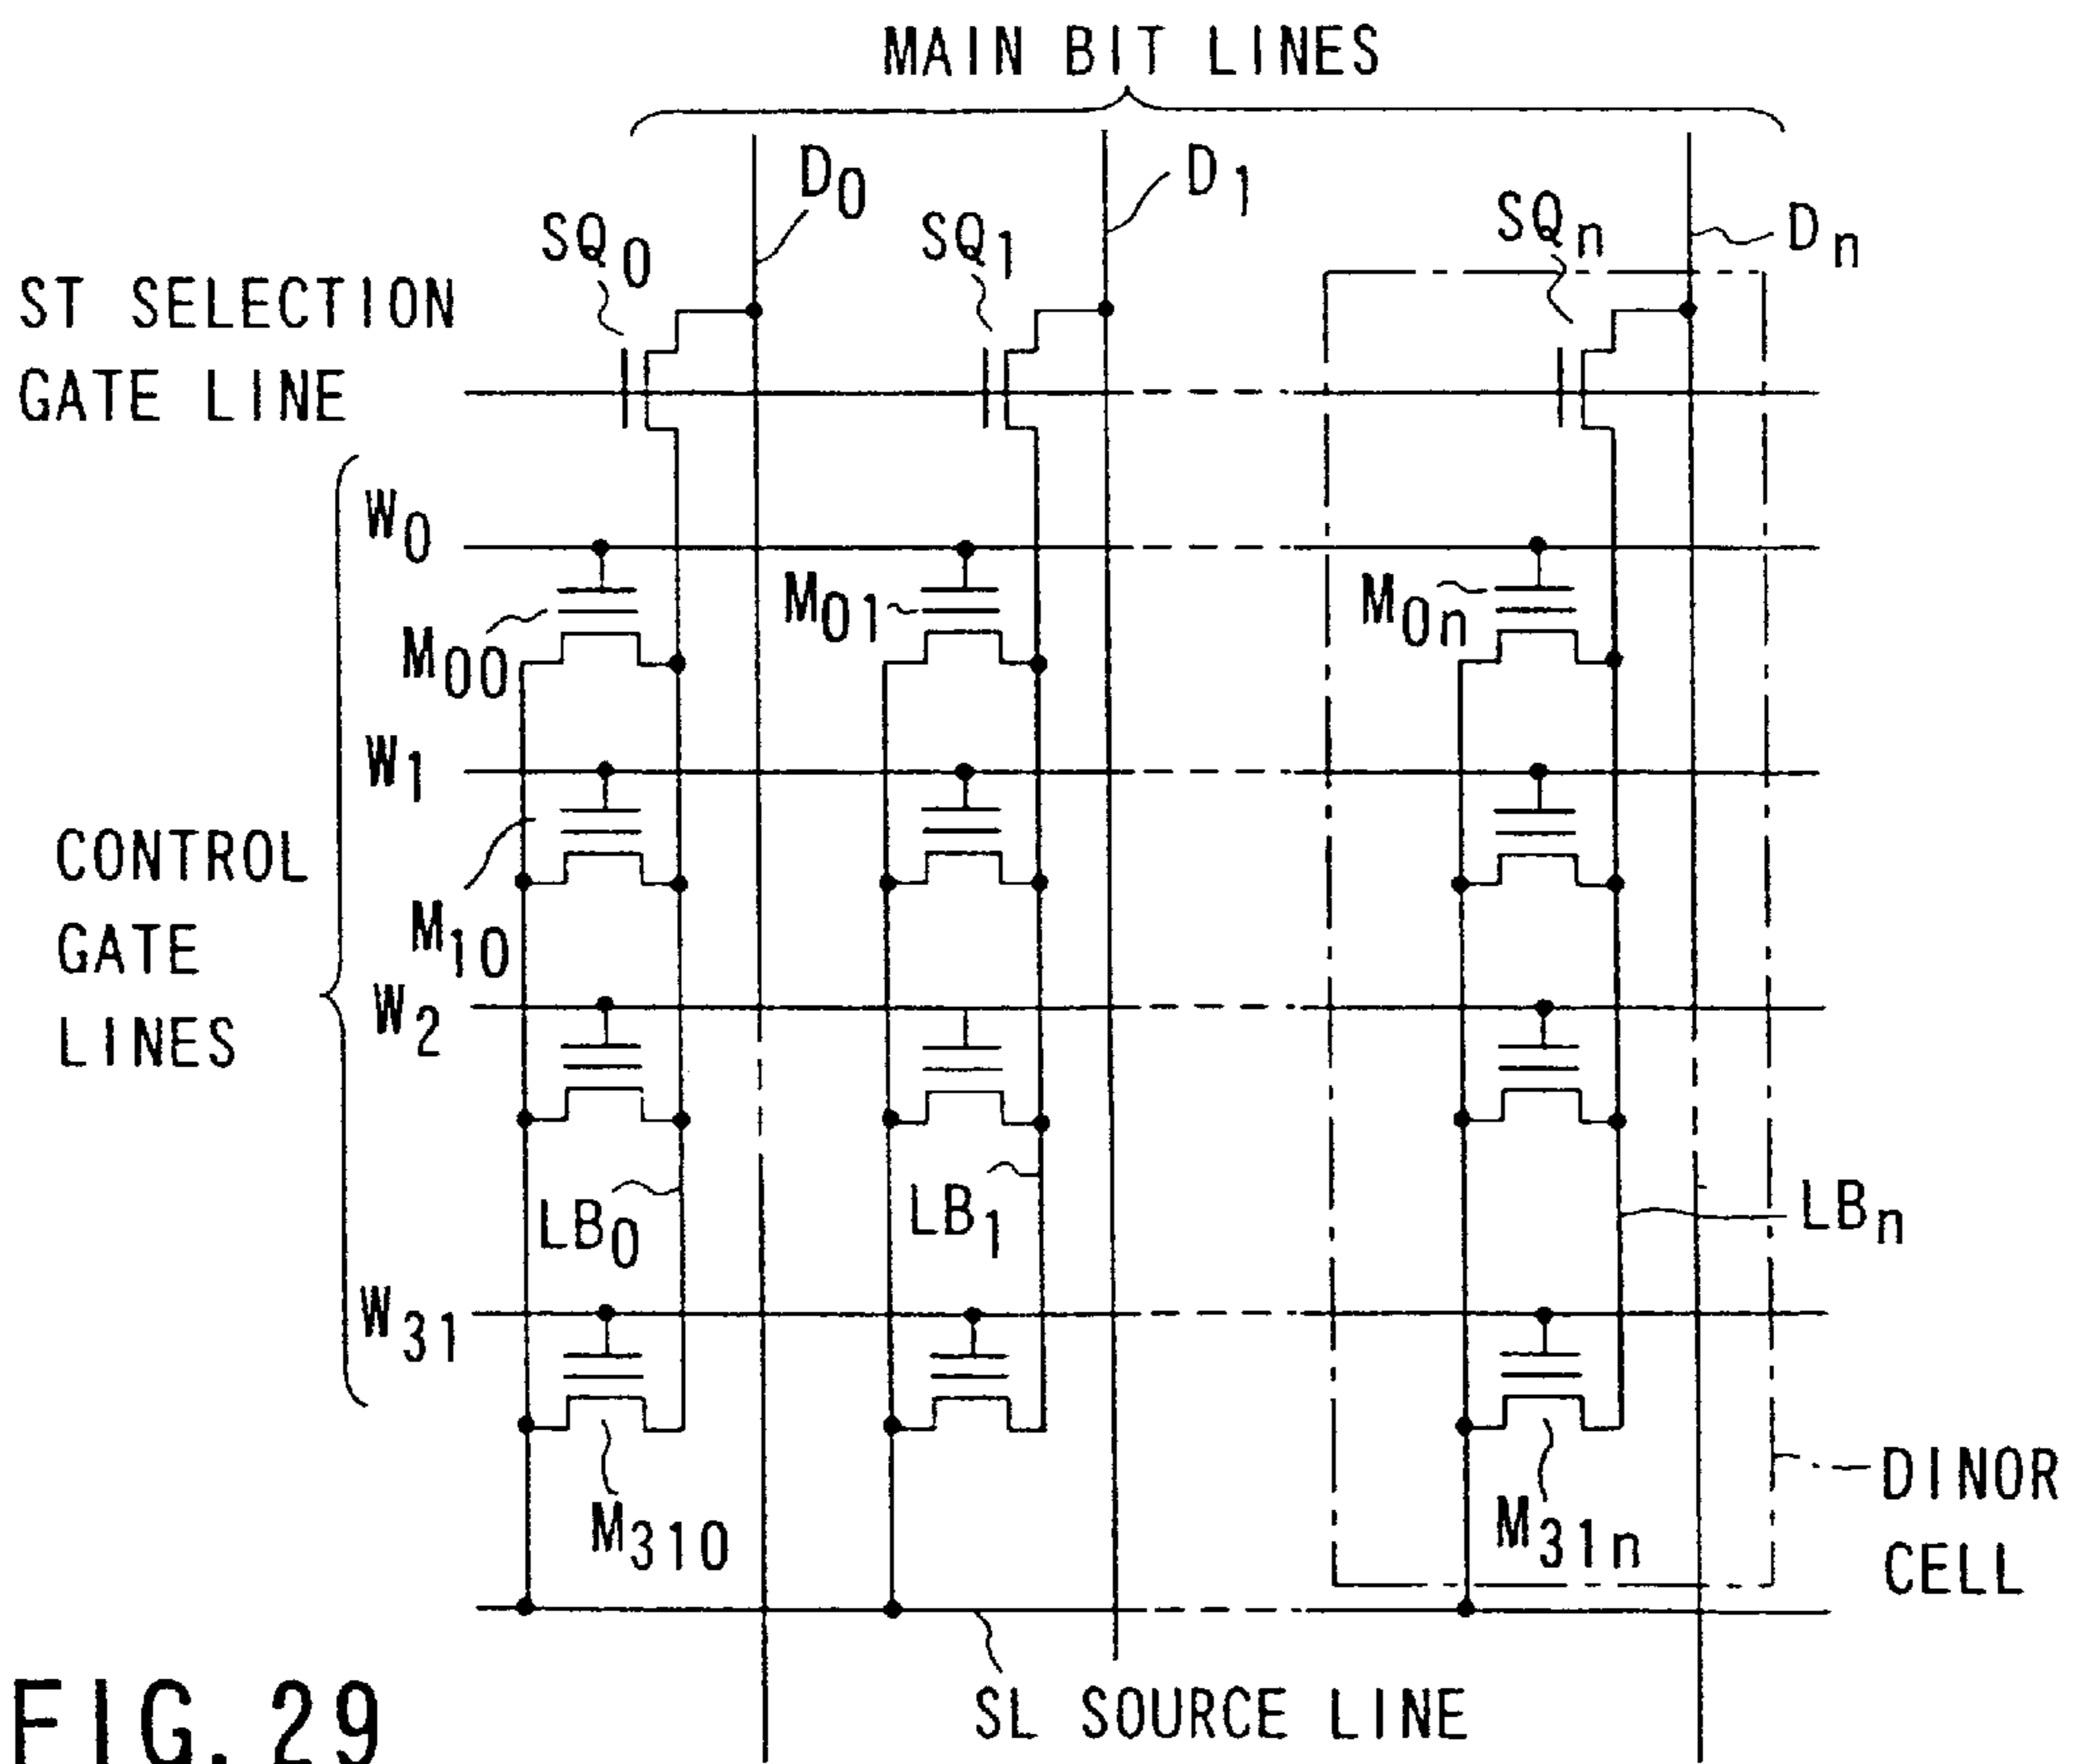 MAIN BIT LINES
D0
D1
Dn
SQ0
SQ1
SQn
ST SELECTION
GATE LINE
W0
M00
M01
M0n
W1
M10
CONTROL
GATE
LINES
W2
LB0
LB1
LBn
W31
M310
M31n
DINOR
CELL
SL SOURCE LINE
FIG. 29